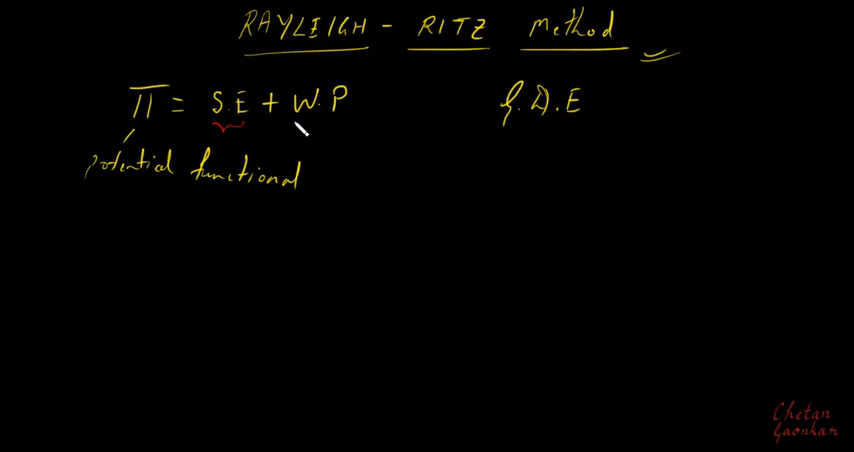 RAYLEIGH - RITZ Method
Π = S.E + W.P
G.D.E
potential functional
Chetan
Gaonkar